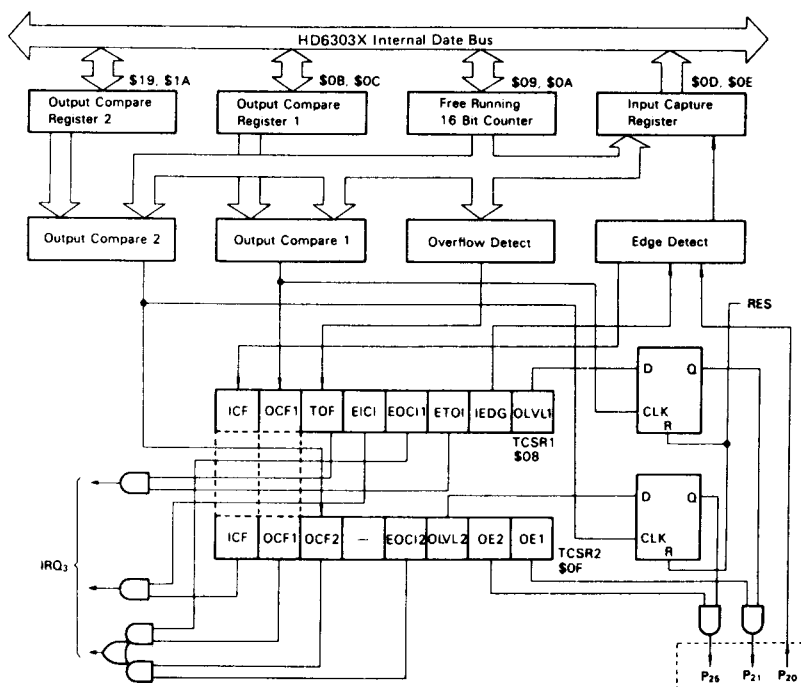 HD6303X Internal Date Bus
$19, $1A
$0B, $0C
$09, $0A
$0D, $0E
Output Compare
Register 2
Output Compare
Register 1
Free Running
16 Bit Counter
Input Capture
Register
Output Compare 2
Output Compare 1
Overflow Detect
Edge Detect
RES
D Q
CLK
R
ICF OCF1 TOF EICI EOCI1 ETOI IEDG OLVL1
TCSR1
$08
D Q
CLK
R
ICF OCF1 OCF2 — EOCI2 OLVL2 OE2 OE1
TCSR2
$0F
IRQ₃
P₂₅ P₂₁ P₂₀